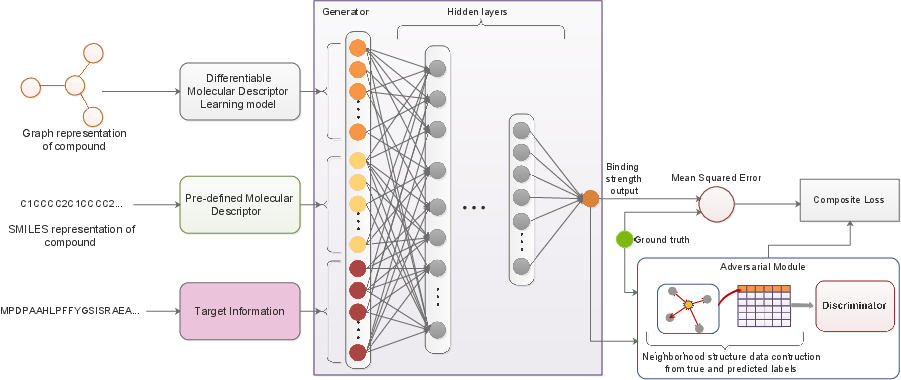 Generator
Hidden layers
Differentiable
Molecular Descriptor
Learning model
Graph representation
of compound
C1CCCC2C1CCCC2...
SMILES representation of
compound
Pre-defined Molecular
Descriptor
MPDPAAHLPFFYGSISRAEA...
Target Information
Binding
strength
output
Mean Squared Error
Composite Loss
Ground truth
Adversarial Module
Discriminator
Neighborhood structure data contruction
from true and predicted labels